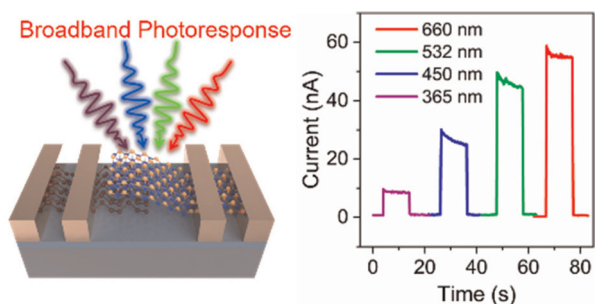 Broadband Photoresponse
Current (nA)
60
40
20
0
660 nm
532 nm
450 nm
365 nm
0 20 40 60 80
Time (s)